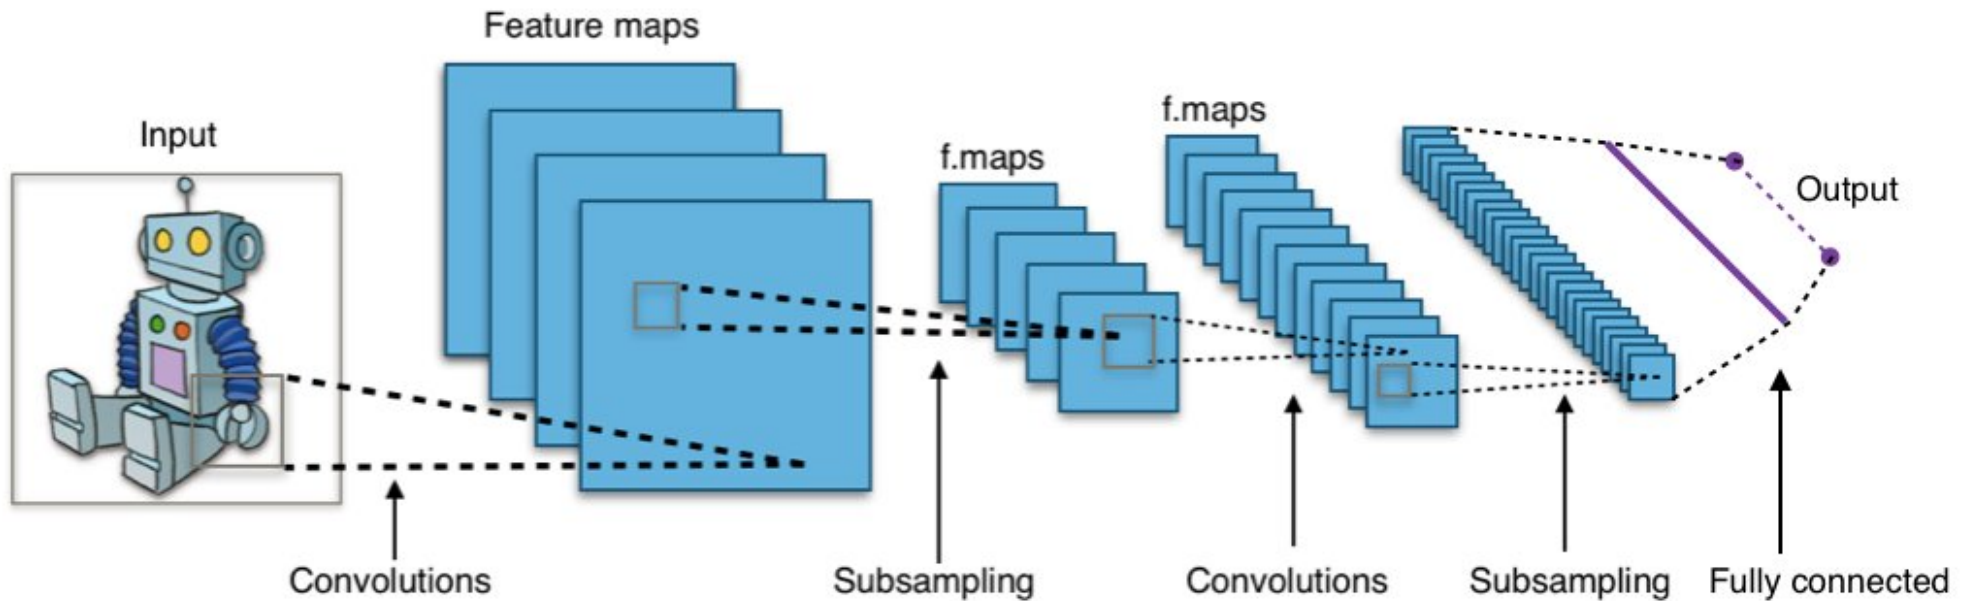 Feature maps
Input
f.maps
f.maps
Output
Convolutions
Subsampling
Convolutions
Subsampling
Fully connected